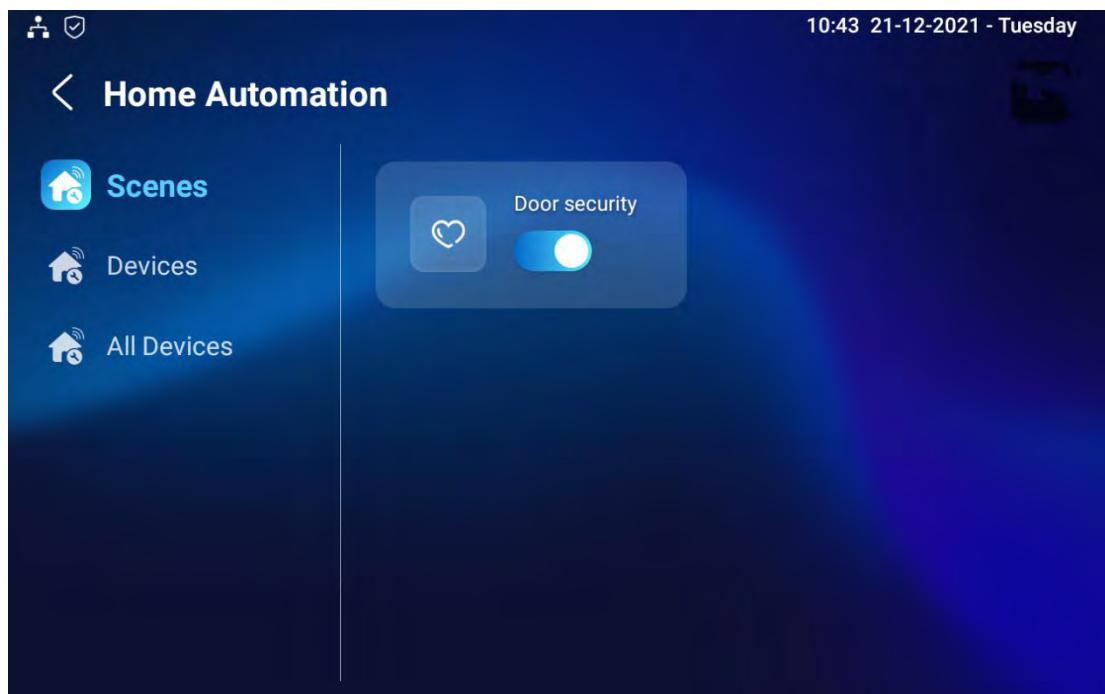 10:43 21-12-2021 - Tuesday
Home Automation
Scenes
Devices
All Devices
Door security